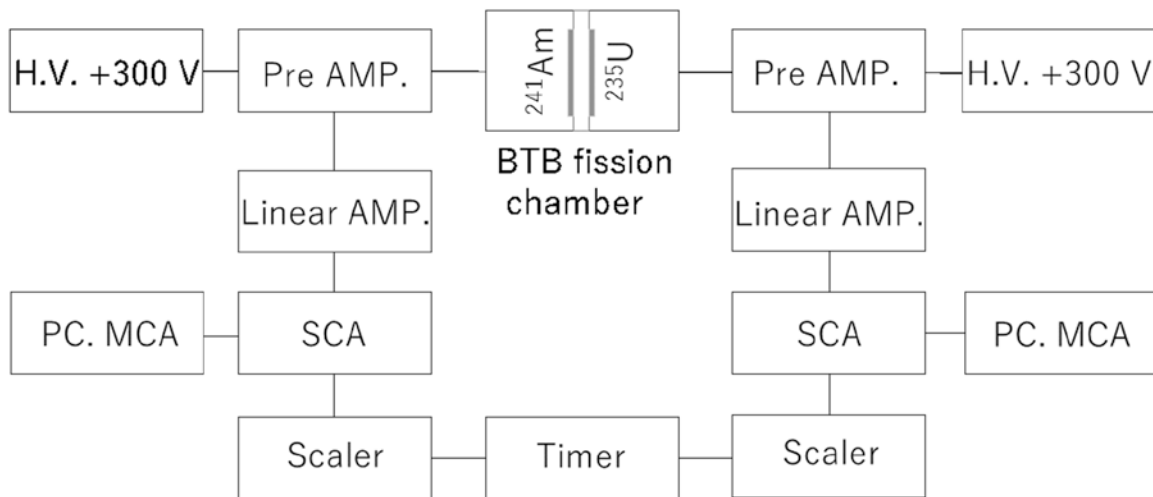 H.V. +300 V
Pre AMP.
²⁴¹Am
²³⁵U
Pre AMP.
H.V. +300 V
BTB fission
chamber
Linear AMP.
Linear AMP.
PC. MCA
SCA
SCA
PC. MCA
Scaler
Timer
Scaler